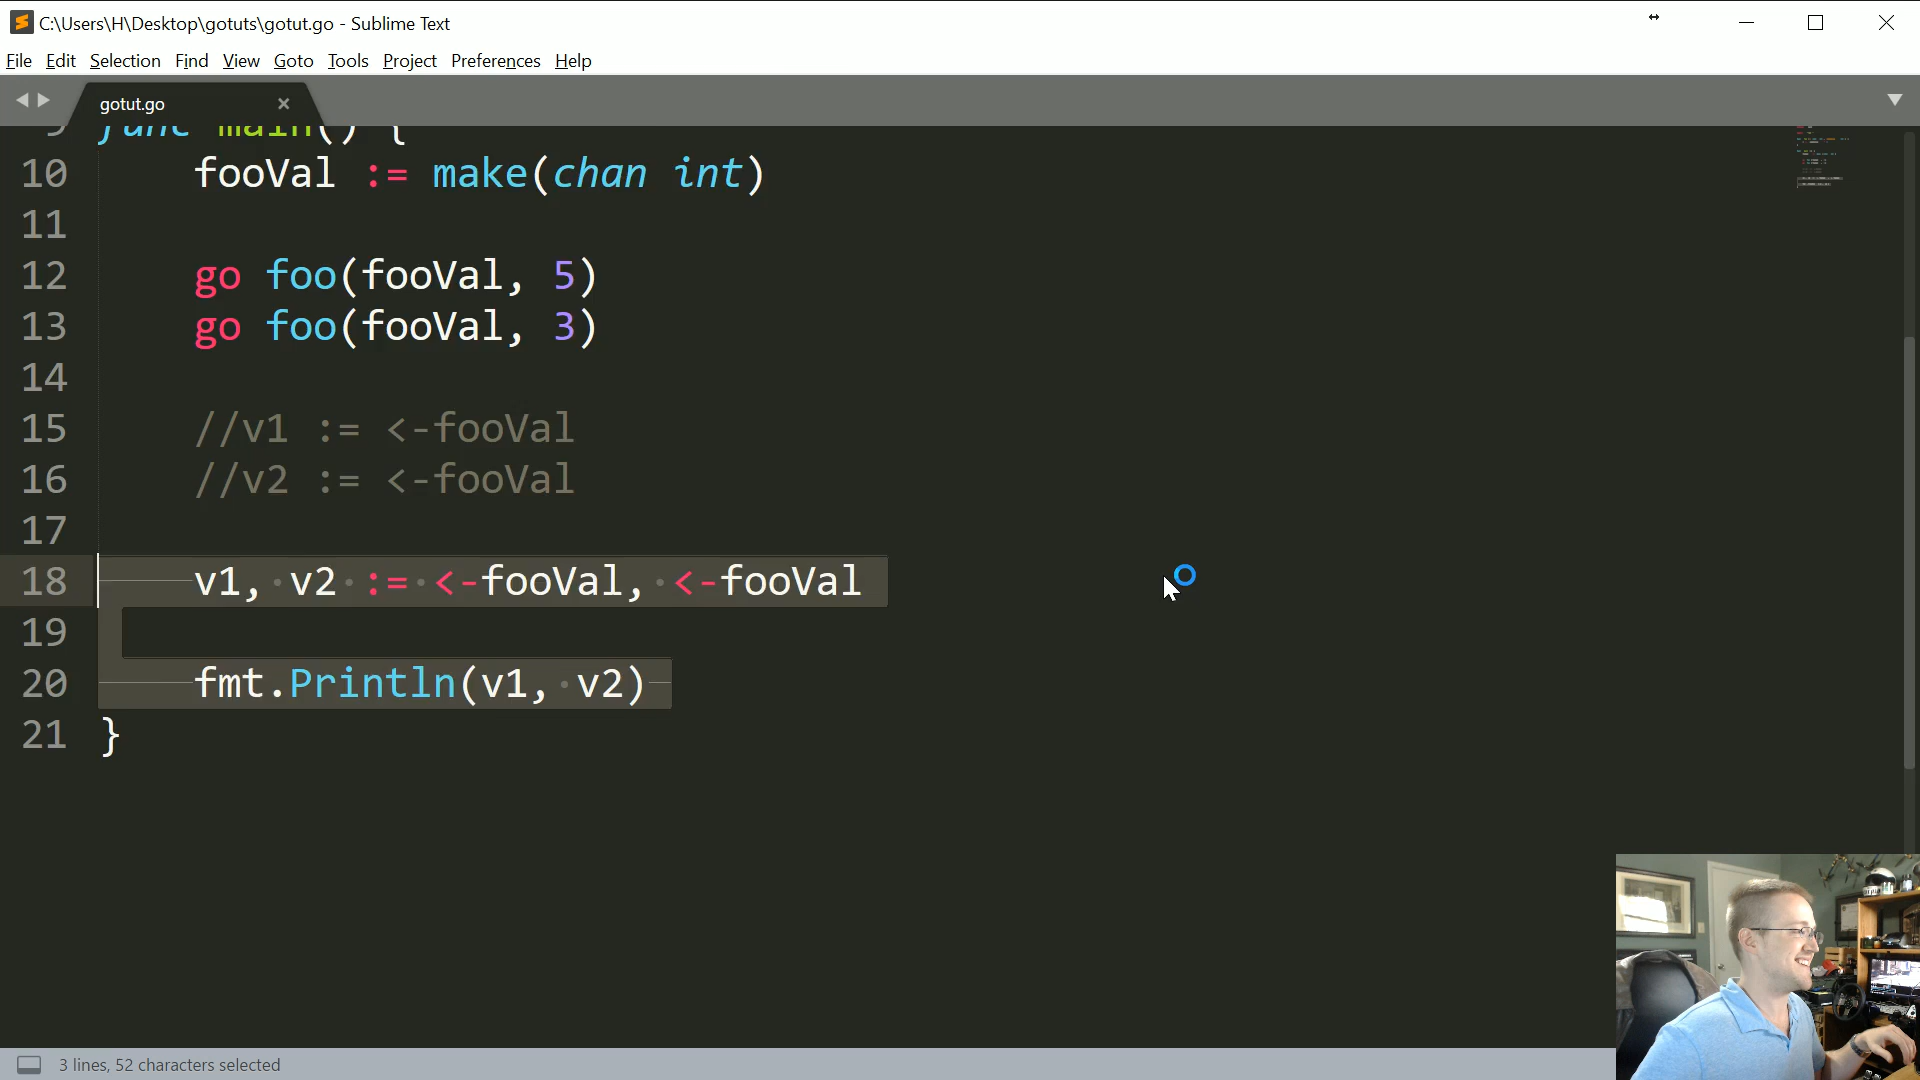 C:\Users\H\Desktop\gotuts\gotut.go - Sublime Text
File Edit Selection Find View Goto Tools Project Preferences Help
gotut.go
9 func main() {
10 fooVal := make(chan int)
11
12 go foo(fooVal, 5)
13 go foo(fooVal, 3)
14
15 //v1 := <-fooVal
16 //v2 := <-fooVal
17
18 v1, v2 := <-fooVal, <-fooVal
19
20 fmt.Println(v1, v2)
21 }
3 lines, 52 characters selected